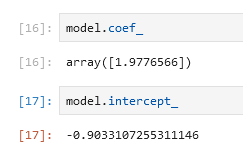 [16]: model.coef_
[16]: array([1.9776566])
[17]: model.intercept_
[17]: -0.9033107255311146